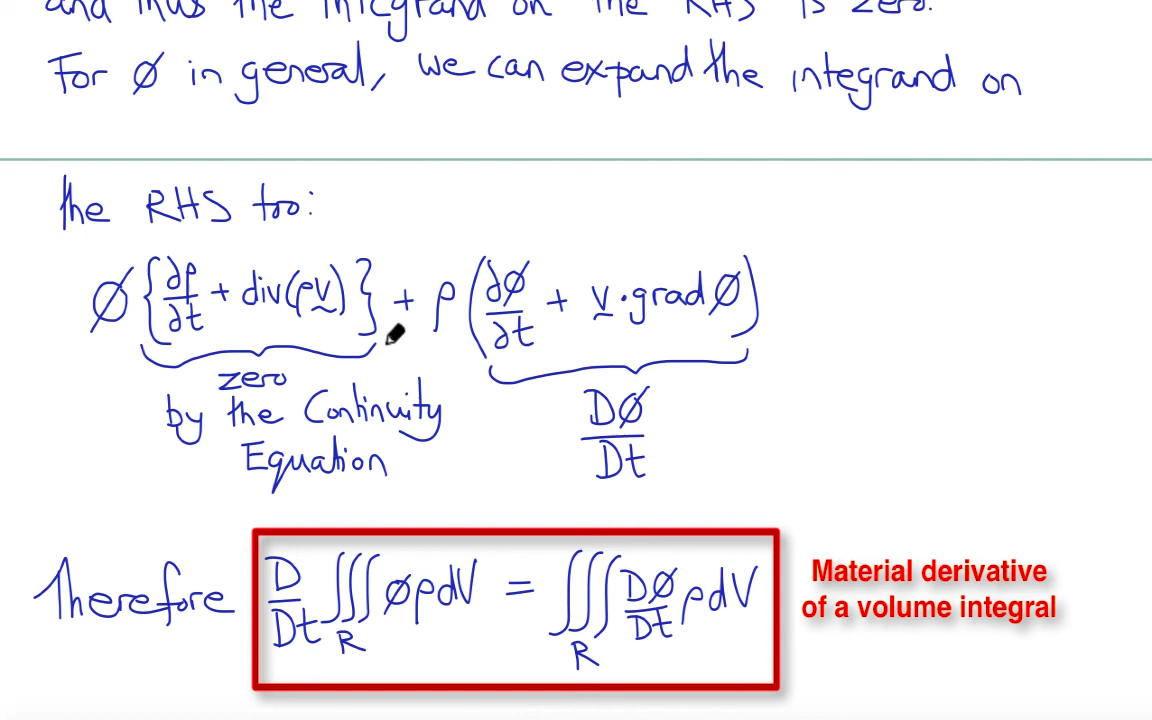 and thus the integrand on the RHS is zero.
For ø in general, we can expand the integrand on
the RHS too:
ø {∂ρ/∂t + div(ρv)} + ρ(∂ø/∂t + v·grad ø)
zero
by the Continuity
Equation
Dø/Dt
Therefore D/Dt ∭_R øρdV = ∭_R Dø/Dt ρdV
Material derivative
of a volume integral